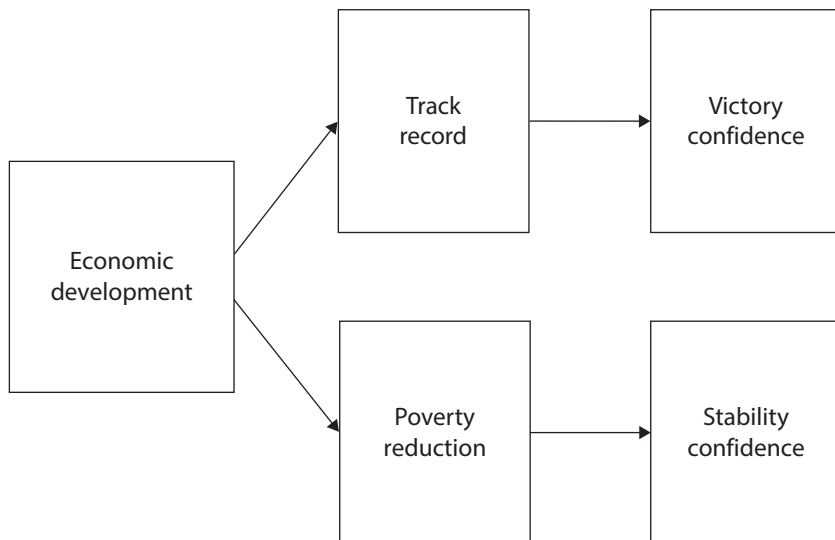 Economic
development
Track
record
Victory
confidence
Poverty
reduction
Stability
confidence